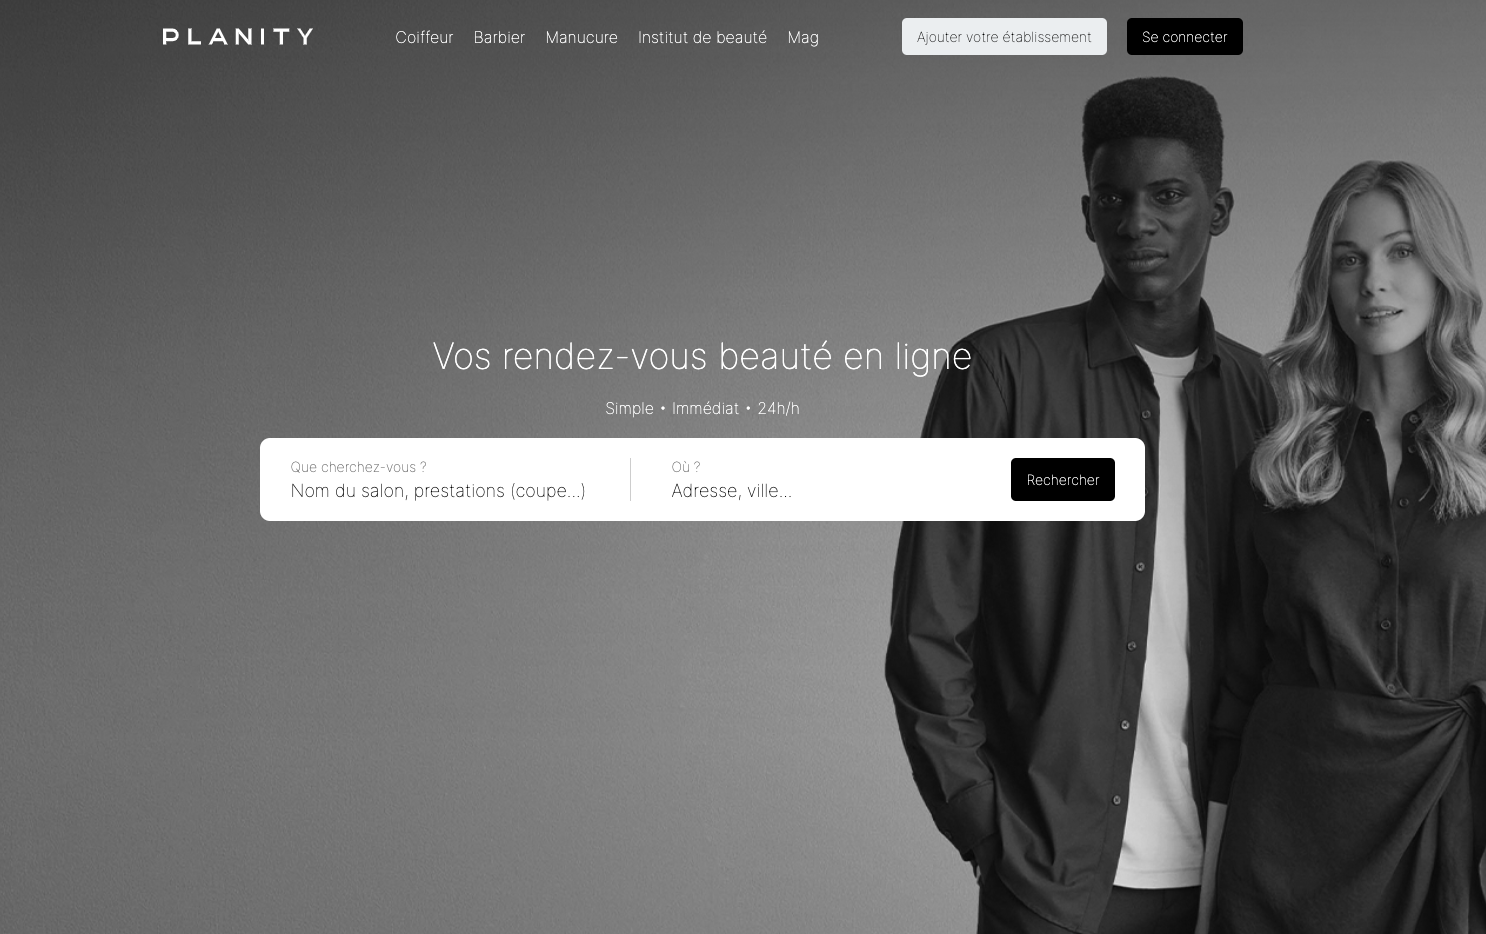 PLANITY
Coiffeur Barbier Manucure Institut de beauté Mag
Ajouter votre établissement
Se connecter
Vos rendez-vous beauté en ligne
Simple • Immédiat • 24h/h
Que cherchez-vous ?
Nom du salon, prestations (coupe...)
Où ?
Adresse, ville...
Rechercher